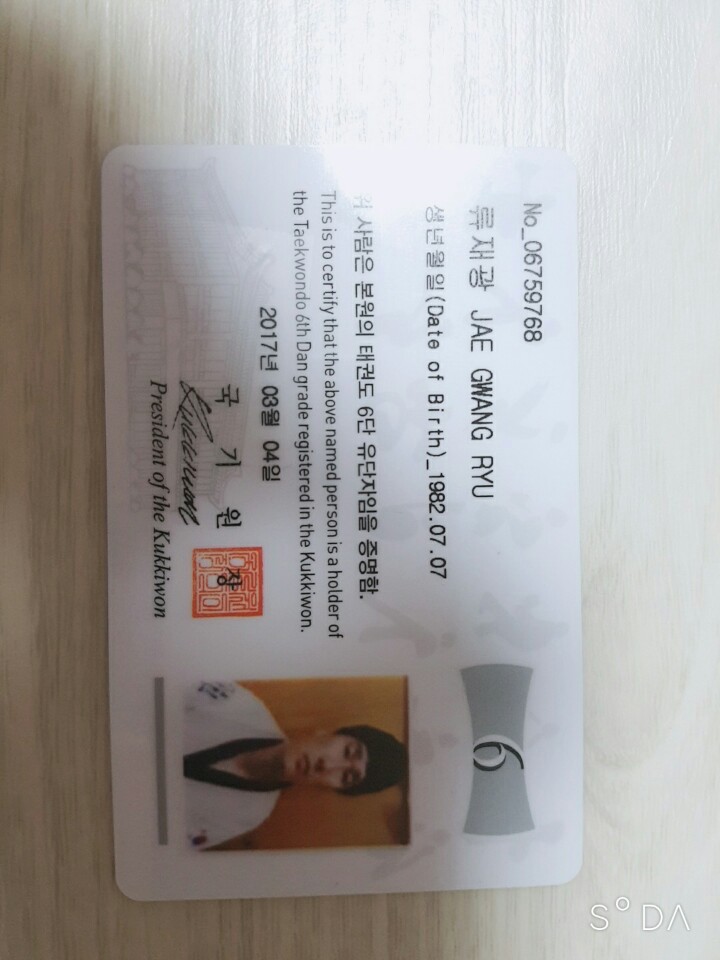 No_06759768
류재광 JAE GWANG RYU
생년월일(Date of Birth)_1982.07.07
위 사람은 본원의 태권도 6단 유단자임을 증명함.
This is to certify that the above named person is a holder of
the Taekwondo 6th Dan grade registered in the Kukkiwon.
2017년 03월 04일
국 기 원 장
Kukkiwon
President of the Kukkiwon
6
SODA